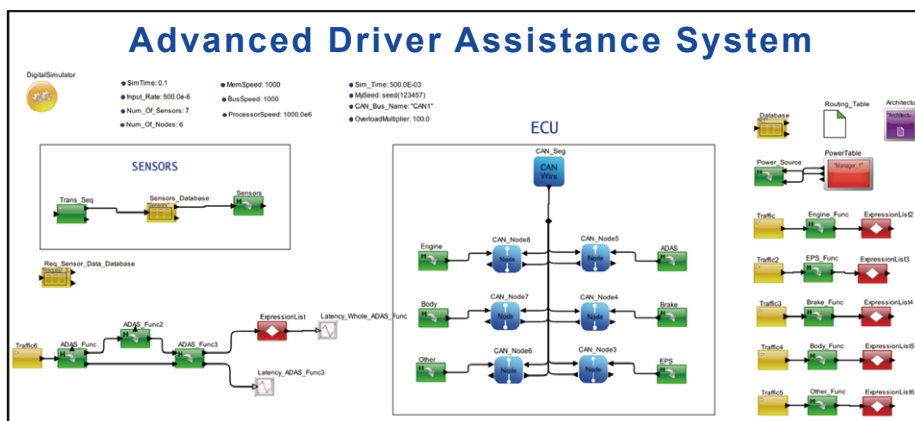 Advanced Driver Assistance System
DigitalSimulator
SimTime: 0.1
Input_Rate: 500.0e-6
Num_Of_Sensors: 7
Num_Of_Nodes: 6
MemSpeed: 1000
BusSpeed: 1000
ProcessorSpeed: 1000.0e6
Sim_Time: 500.0E-03
MySeed: seed(123457)
CAN_Bus_Name: "CAN1"
OverloadMultiplier: 100.0
SENSORS
Trans_Seq
Sensors_Database
Sensors
Req_Sensor_Data_Database
Traffic6
ADAS_Func
ADAS_Func2
ADAS_Func3
ExpressionList
Latency_Whole_ADAS_Func
Latency_ADAS_Func3
ECU
CAN_Seg
CAN
Wire
Engine
CAN_Node8
Node
CAN_Node5
Node
ADAS
Body
CAN_Node7
Node
CAN_Node4
Node
Brake
Other
CAN_Node6
Node
CAN_Node3
Node
EPS
Database
Routing_Table
Architectu
"Architectu...
Power_Source
PowerTable
"Manager_1"
Traffic
Engine_Func
ExpressionList2
Traffic2
EPS_Func
ExpressionList3
Traffic3
Brake_Func
ExpressionList4
Traffic4
Body_Func
ExpressionList5
Traffic5
Other_Func
ExpressionList6